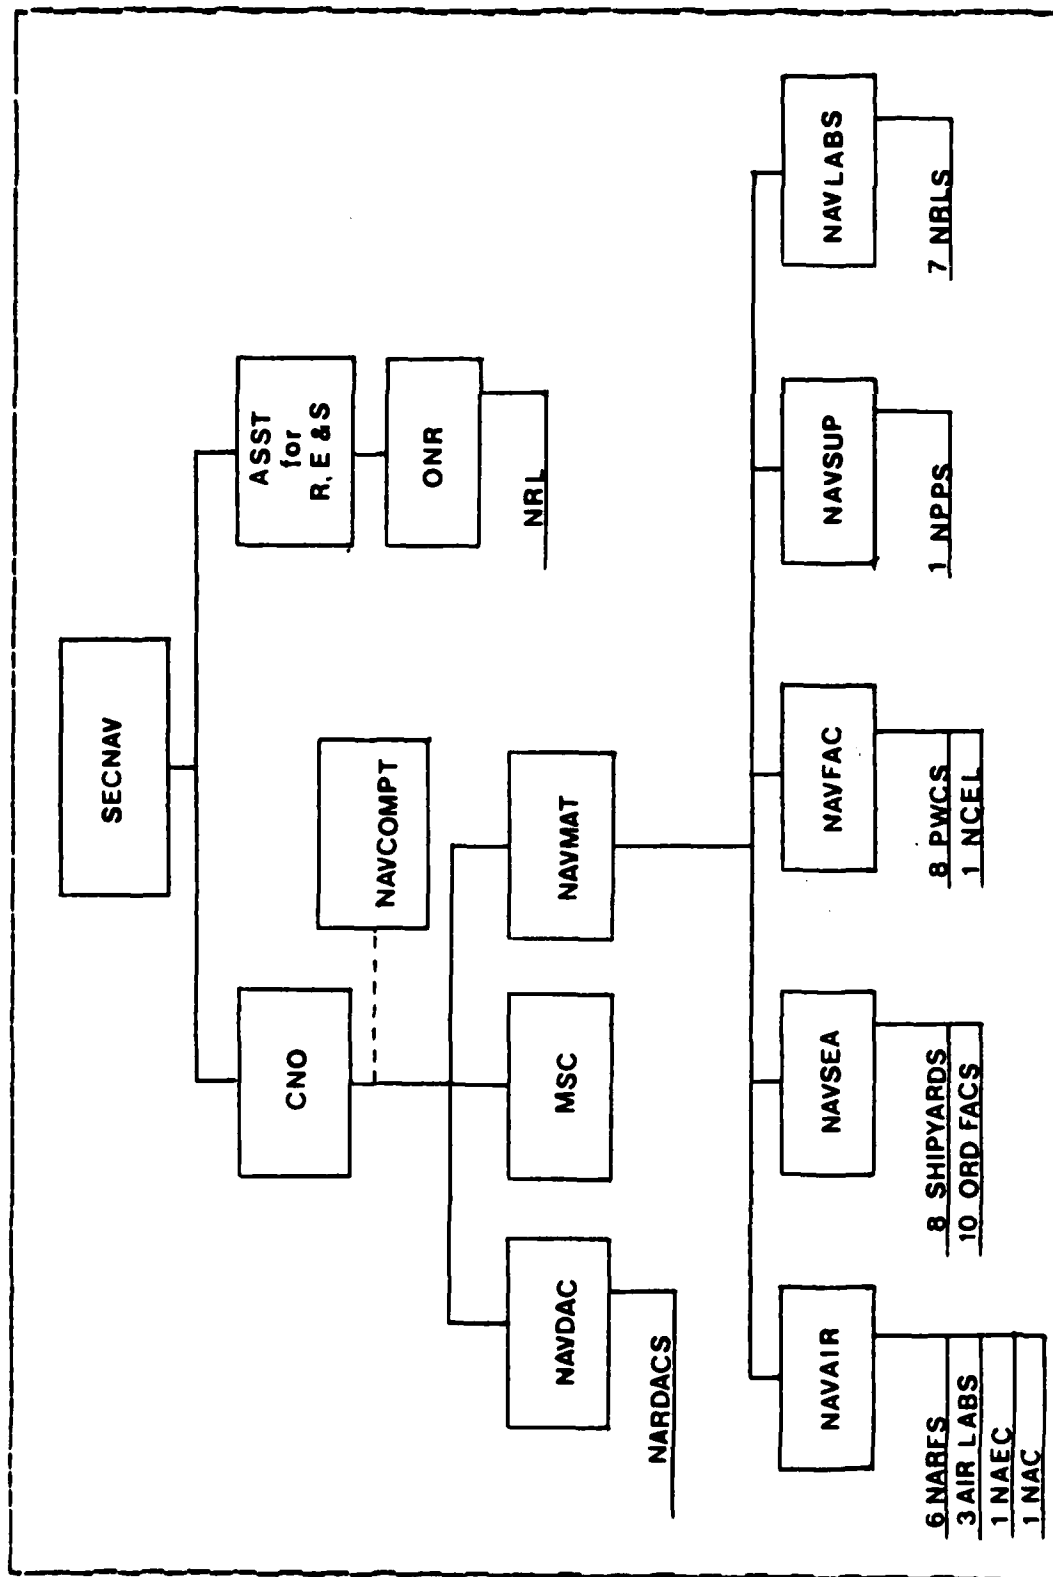 SECNAV
CNO
ASST
for
R, E & S
NAVCOMPT
ONR
NRL
NAVDAC
MSC
NAVMAT
NARDACS
NAVAIR
NAVSEA
NAVFAC
NAVSUP
NAVLABS
6 NARFS
3 AIR LABS
1 NAEC
1 NAC
8 SHIPYARDS
10 ORD FACS
8 PWCS
1 NCEL
1 NPPS
7 NRLS